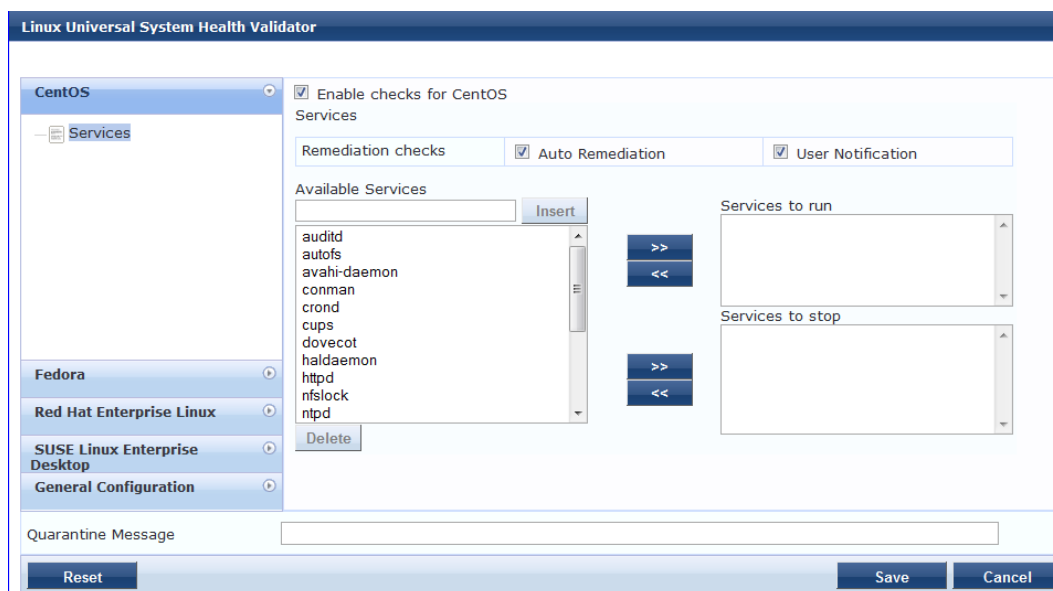 Linux Universal System Health Validator
CentOS
Services
Fedora
Red Hat Enterprise Linux
SUSE Linux Enterprise
Desktop
General Configuration
Enable checks for CentOS
Services
Remediation checks
Auto Remediation
User Notification
Available Services
Insert
auditd
autofs
avahi-daemon
conman
crond
cups
dovecot
haldaemon
httpd
nfslock
ntpd
Delete
>>
<<
>>
<<
Services to run
Services to stop
Quarantine Message
Reset
Save
Cancel